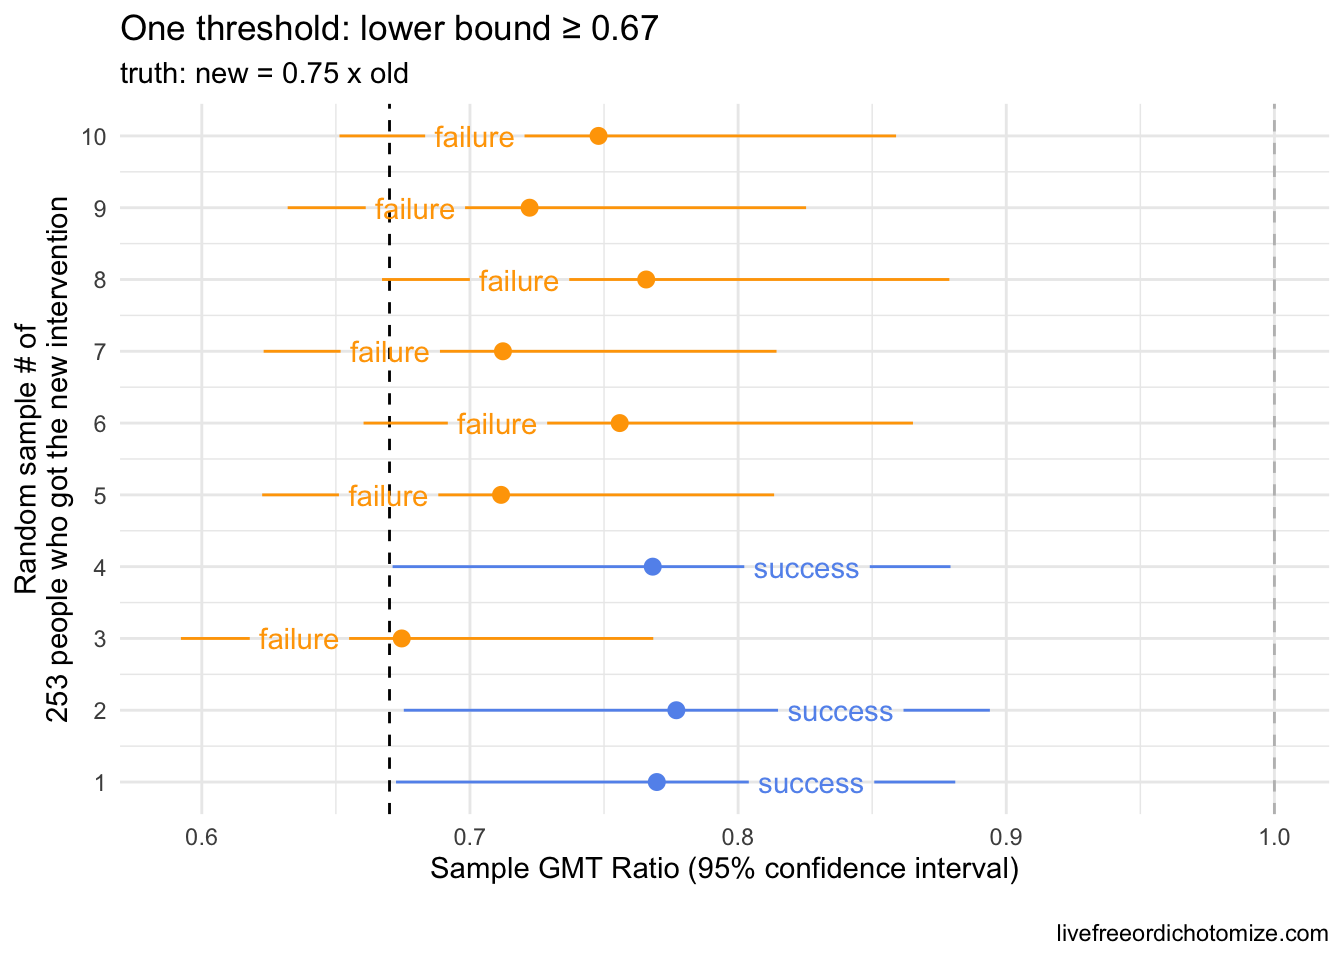 One threshold: lower bound ≥ 0.67
truth: new = 0.75 x old
Random sample # of
253 people who got the new intervention
10
failure
9
failure
8
failure
7
failure
6
failure
5
failure
4
success
3
failure
2
success
1
success
0.6
0.7
0.8
0.9
1.0
Sample GMT Ratio (95% confidence interval)
livefreeordichotomize.com